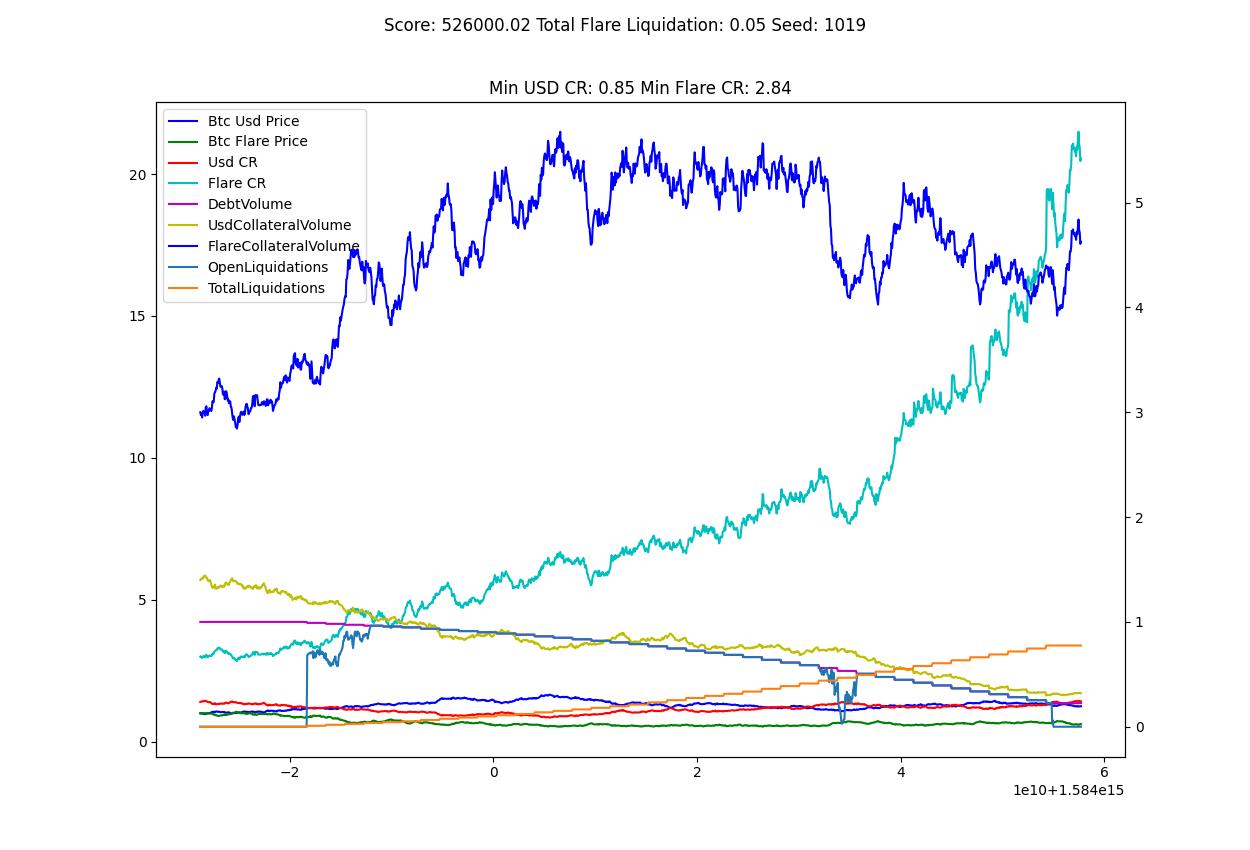 Score: 526000.02 Total Flare Liquidation: 0.05 Seed: 1019
Min USD CR: 0.85 Min Flare CR: 2.84
Btc Usd Price
Btc Flare Price
Usd CR
Flare CR
DebtVolume
UsdCollateralVolume
FlareCollateralVolume
OpenLiquidations
TotalLiquidations
20
15
10
5
0
5
4
3
2
1
0
−2
0
2
4
6
1e10+1.584e15